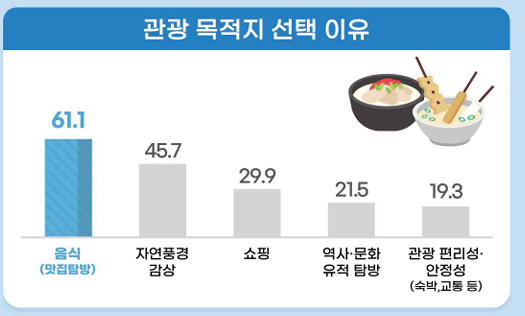 관광 목적지 선택 이유
61.1
45.7
29.9
21.5
19.3
음식
(맛집탐방)
자연풍경
감상
쇼핑
역사·문화
유적 탐방
관광 편리성·
안정성
(숙박,교통 등)